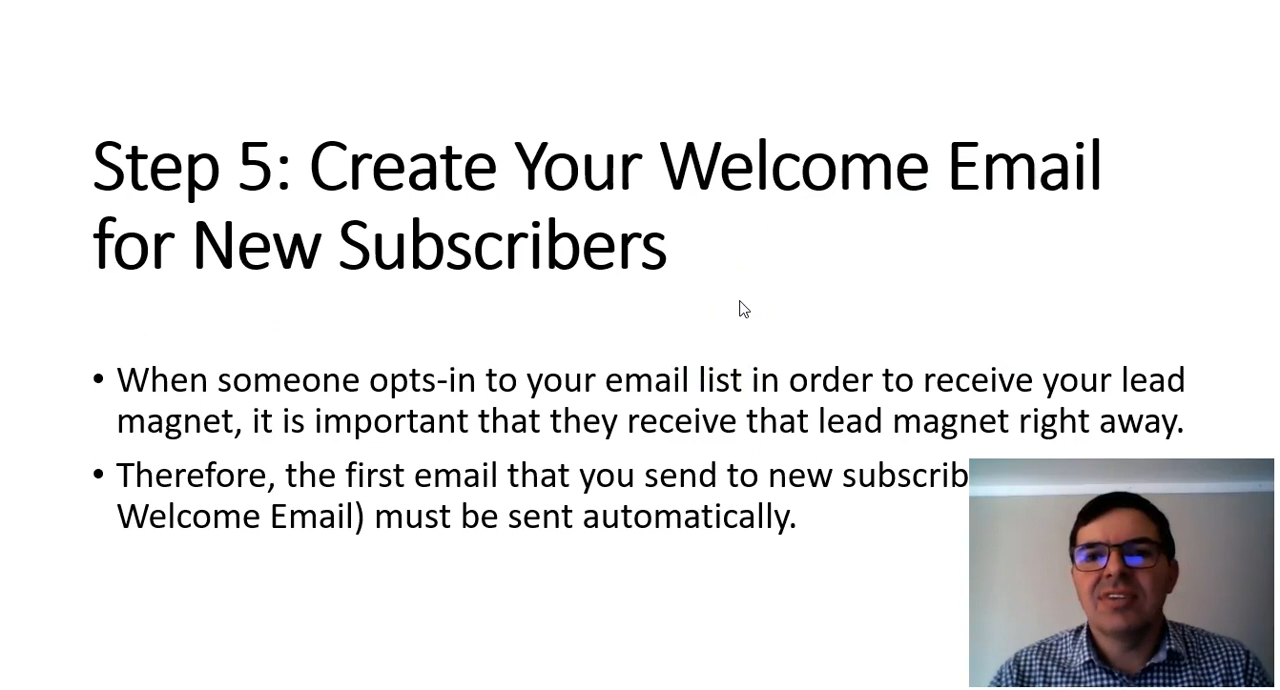 Step 5: Create Your Welcome Email
for New Subscribers
• When someone opts-in to your email list in order to receive your lead
magnet, it is important that they receive that lead magnet right away.
• Therefore, the first email that you send to new subscrib
Welcome Email) must be sent automatically.